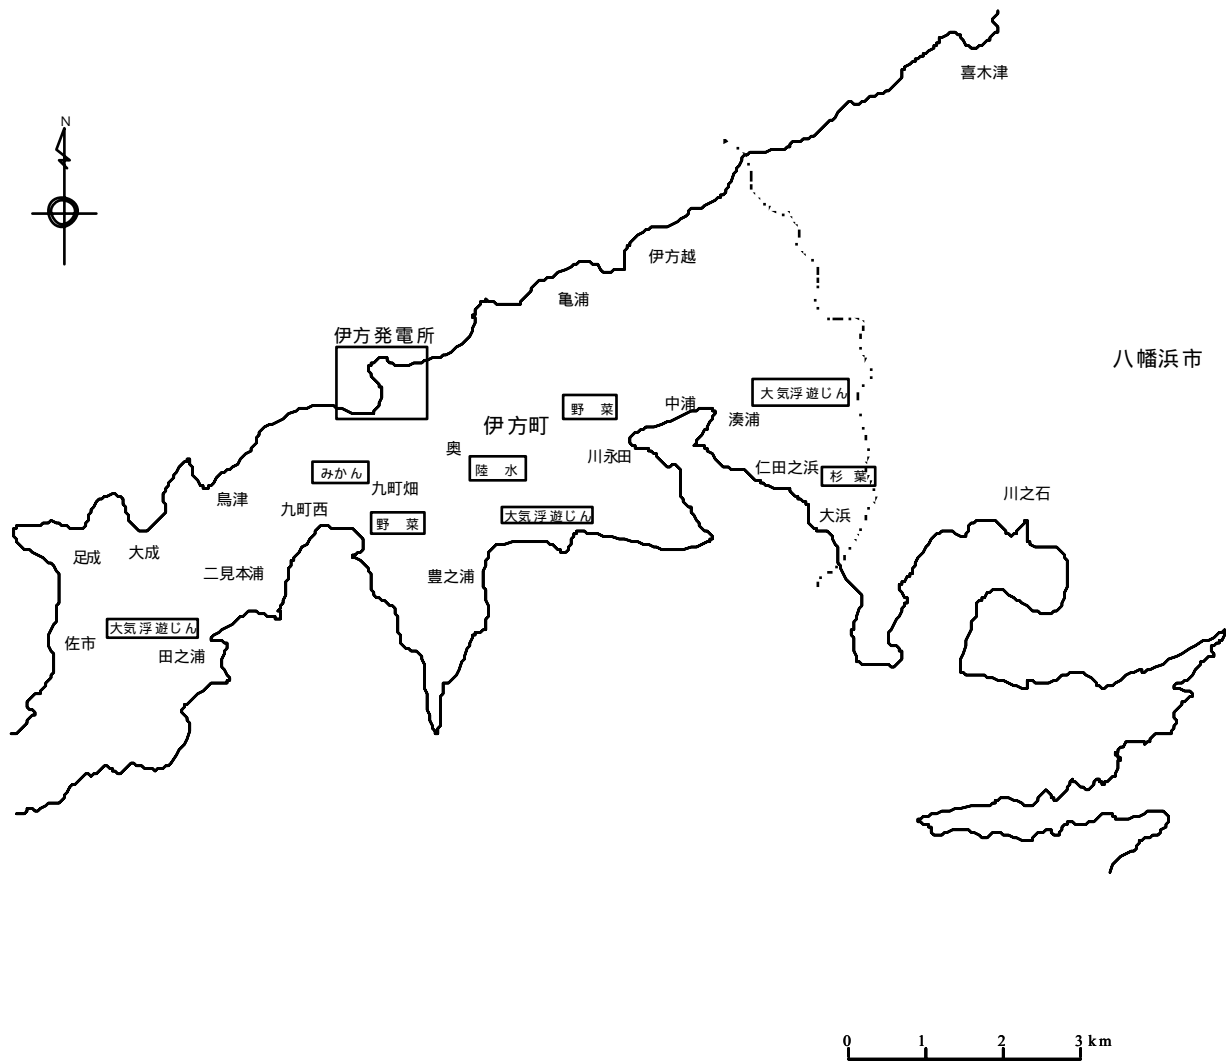 喜木津
N
伊方越
亀浦
伊方発電所
八幡浜市
大気浮遊じん
野 菜
中浦
湊浦
伊方町
奥
川永田
陸 水
仁田之浜
杉 葉
みかん
九町畑
鳥津
九町西
川之石
大気浮遊じん
大浜
野 菜
足成
大成
二見本浦
豊之浦
大気浮遊じん
佐市
田之浦
0 1 2 3 km